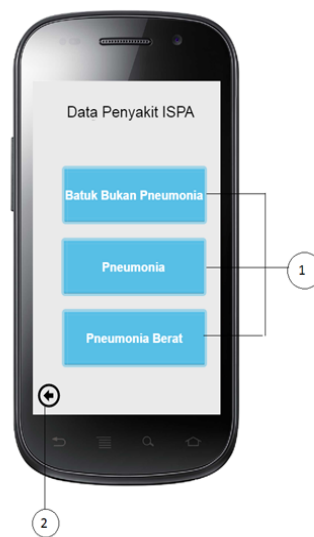 Data Penyakit ISPA
Batuk Bukan Pneumonia
Pneumonia
1
Pneumonia Berat
2